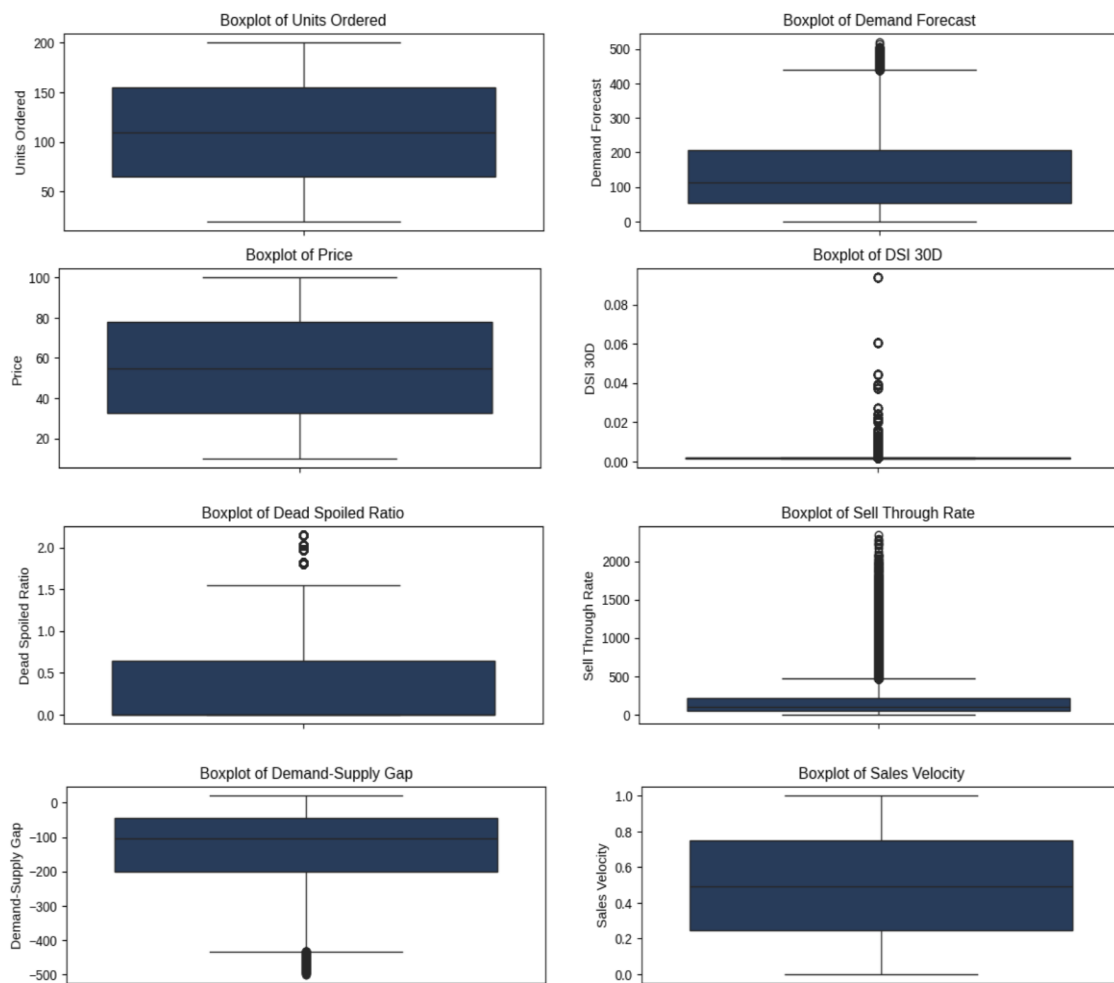 Boxplot of Units Ordered
Units Ordered
200
150
100
50
Boxplot of Demand Forecast
Demand Forecast
500
400
300
200
100
0
Boxplot of Price
Price
100
80
60
40
20
Boxplot of DSI 30D
DSI 30D
0.08
0.06
0.04
0.02
0.00
Boxplot of Dead Spoiled Ratio
Dead Spoiled Ratio
2.0
1.5
1.0
0.5
0.0
Boxplot of Sell Through Rate
Sell Through Rate
2000
1500
1000
500
0
Boxplot of Demand-Supply Gap
Demand-Supply Gap
0
−100
−200
−300
−400
−500
Boxplot of Sales Velocity
Sales Velocity
1.0
0.8
0.6
0.4
0.2
0.0